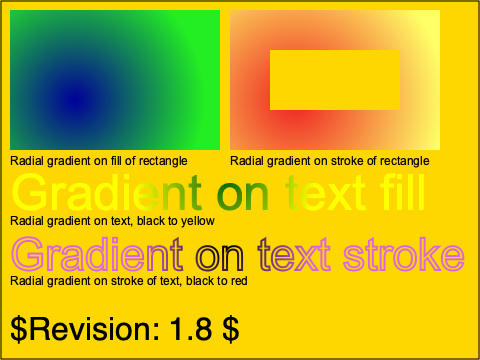 Radial gradient on fill of rectangle
Radial gradient on stroke of rectangle
Gradient on text fill
Radial gradient on text, black to yellow
Gradient on text stroke
Radial gradient on stroke of text, black to red
$Revision: 1.8 $